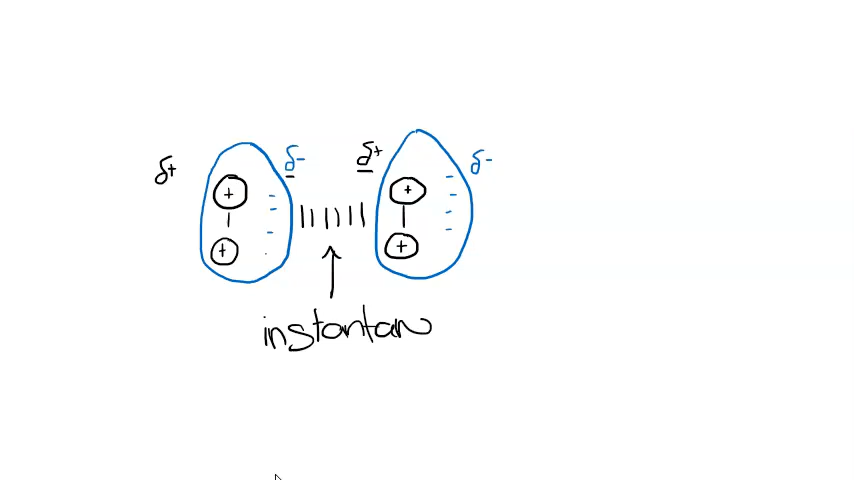 δ+ δ- δ+ δ-
+ +
+ +
instantan